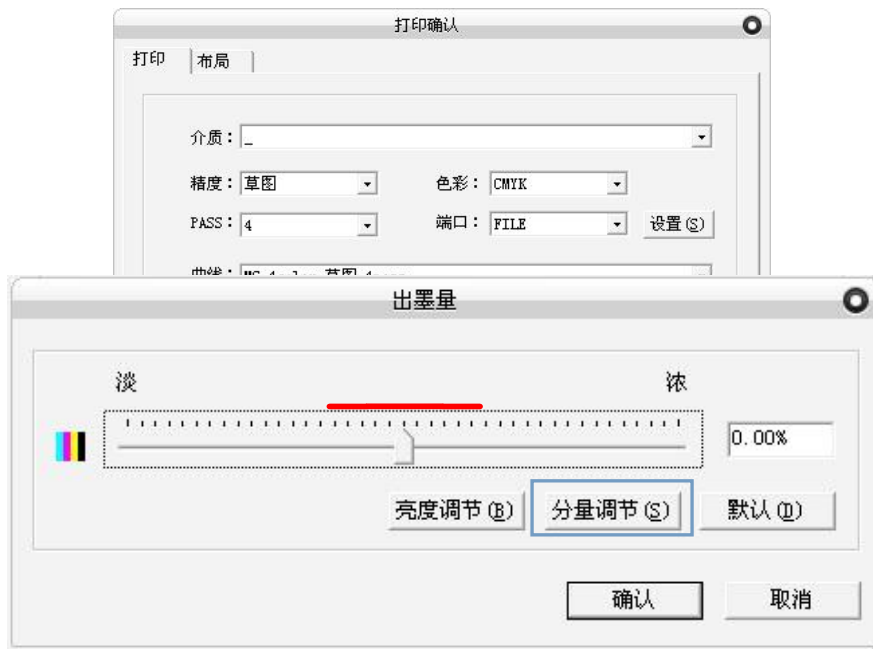 打印确认
打印 布局
介质：_
精度：草图 色彩：CMYK
PASS：4 端口：FILE 设置(S)
曲线：
出墨量
淡 浓
0.00%
亮度调节(B) 分量调节(S) 默认(D)
确认 取消